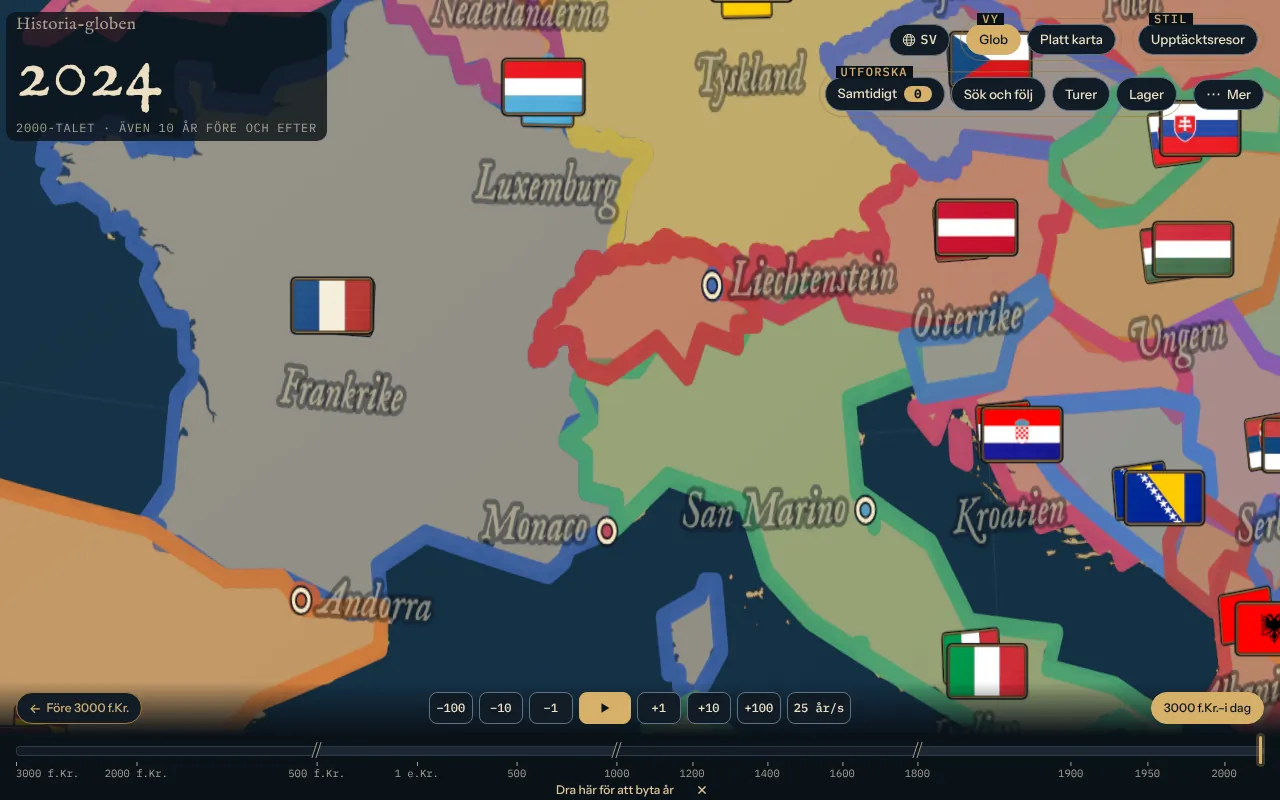 Historia-globen
2024
2000-TALET · ÄVEN 10 ÅR FÖRE OCH EFTER
SV
VY
Glob
Platt karta
STIL
Upptäcktsresor
UTFORSKA
Samtidigt 0
Sök och följ
Turer
Lager
··· Mer
Nederländerna
Tyskland
Polen
Luxemburg
Liechtenstein
Österrike
Ungern
Frankrike
Monaco
San Marino
Kroatien
Andorra
← Före 3000 f.Kr.
−100
−10
−1
+1
+10
+100
25 år/s
3000 f.Kr.–i dag
3000 f.Kr.
2000 f.Kr.
500 f.Kr.
1 e.Kr.
500
1000
1200
1400
1600
1800
1900
1950
2000
Dra här för att byta år ✕